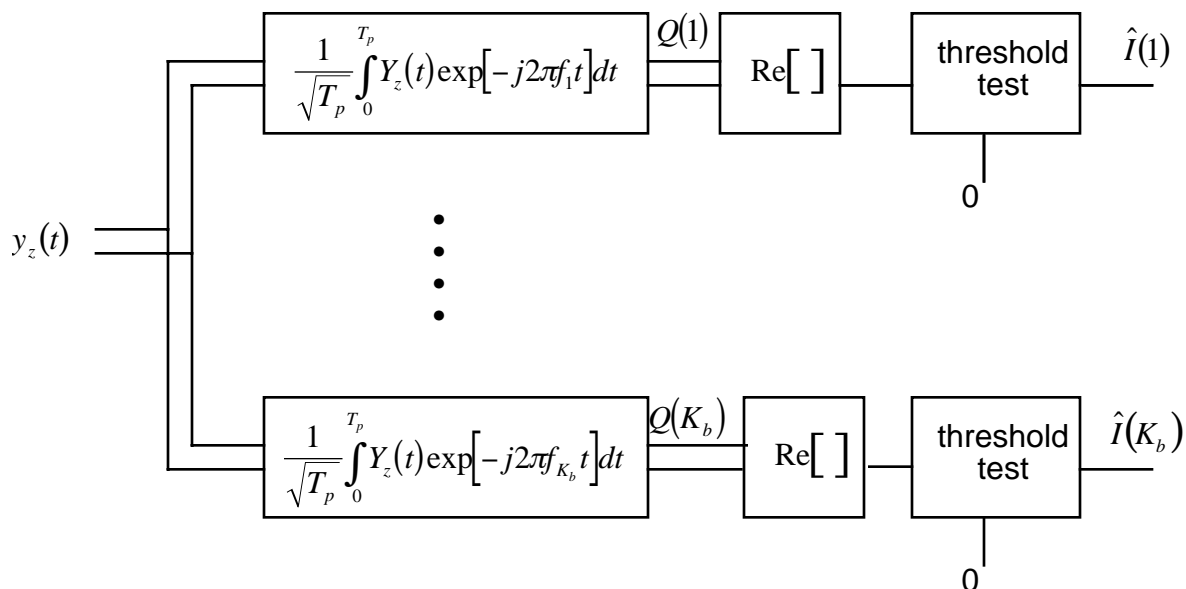 1/√T_p ∫_0^{T_p} Y_z(t) exp[−j2πf_1t]dt
Q(1)
Re[ ]
threshold
test
Î(1)
0
y_z(t)
1/√T_p ∫_0^{T_p} Y_z(t) exp[−j2πf_{K_b}t]dt
Q(K_b)
Re[ ]
threshold
test
Î(K_b)
0